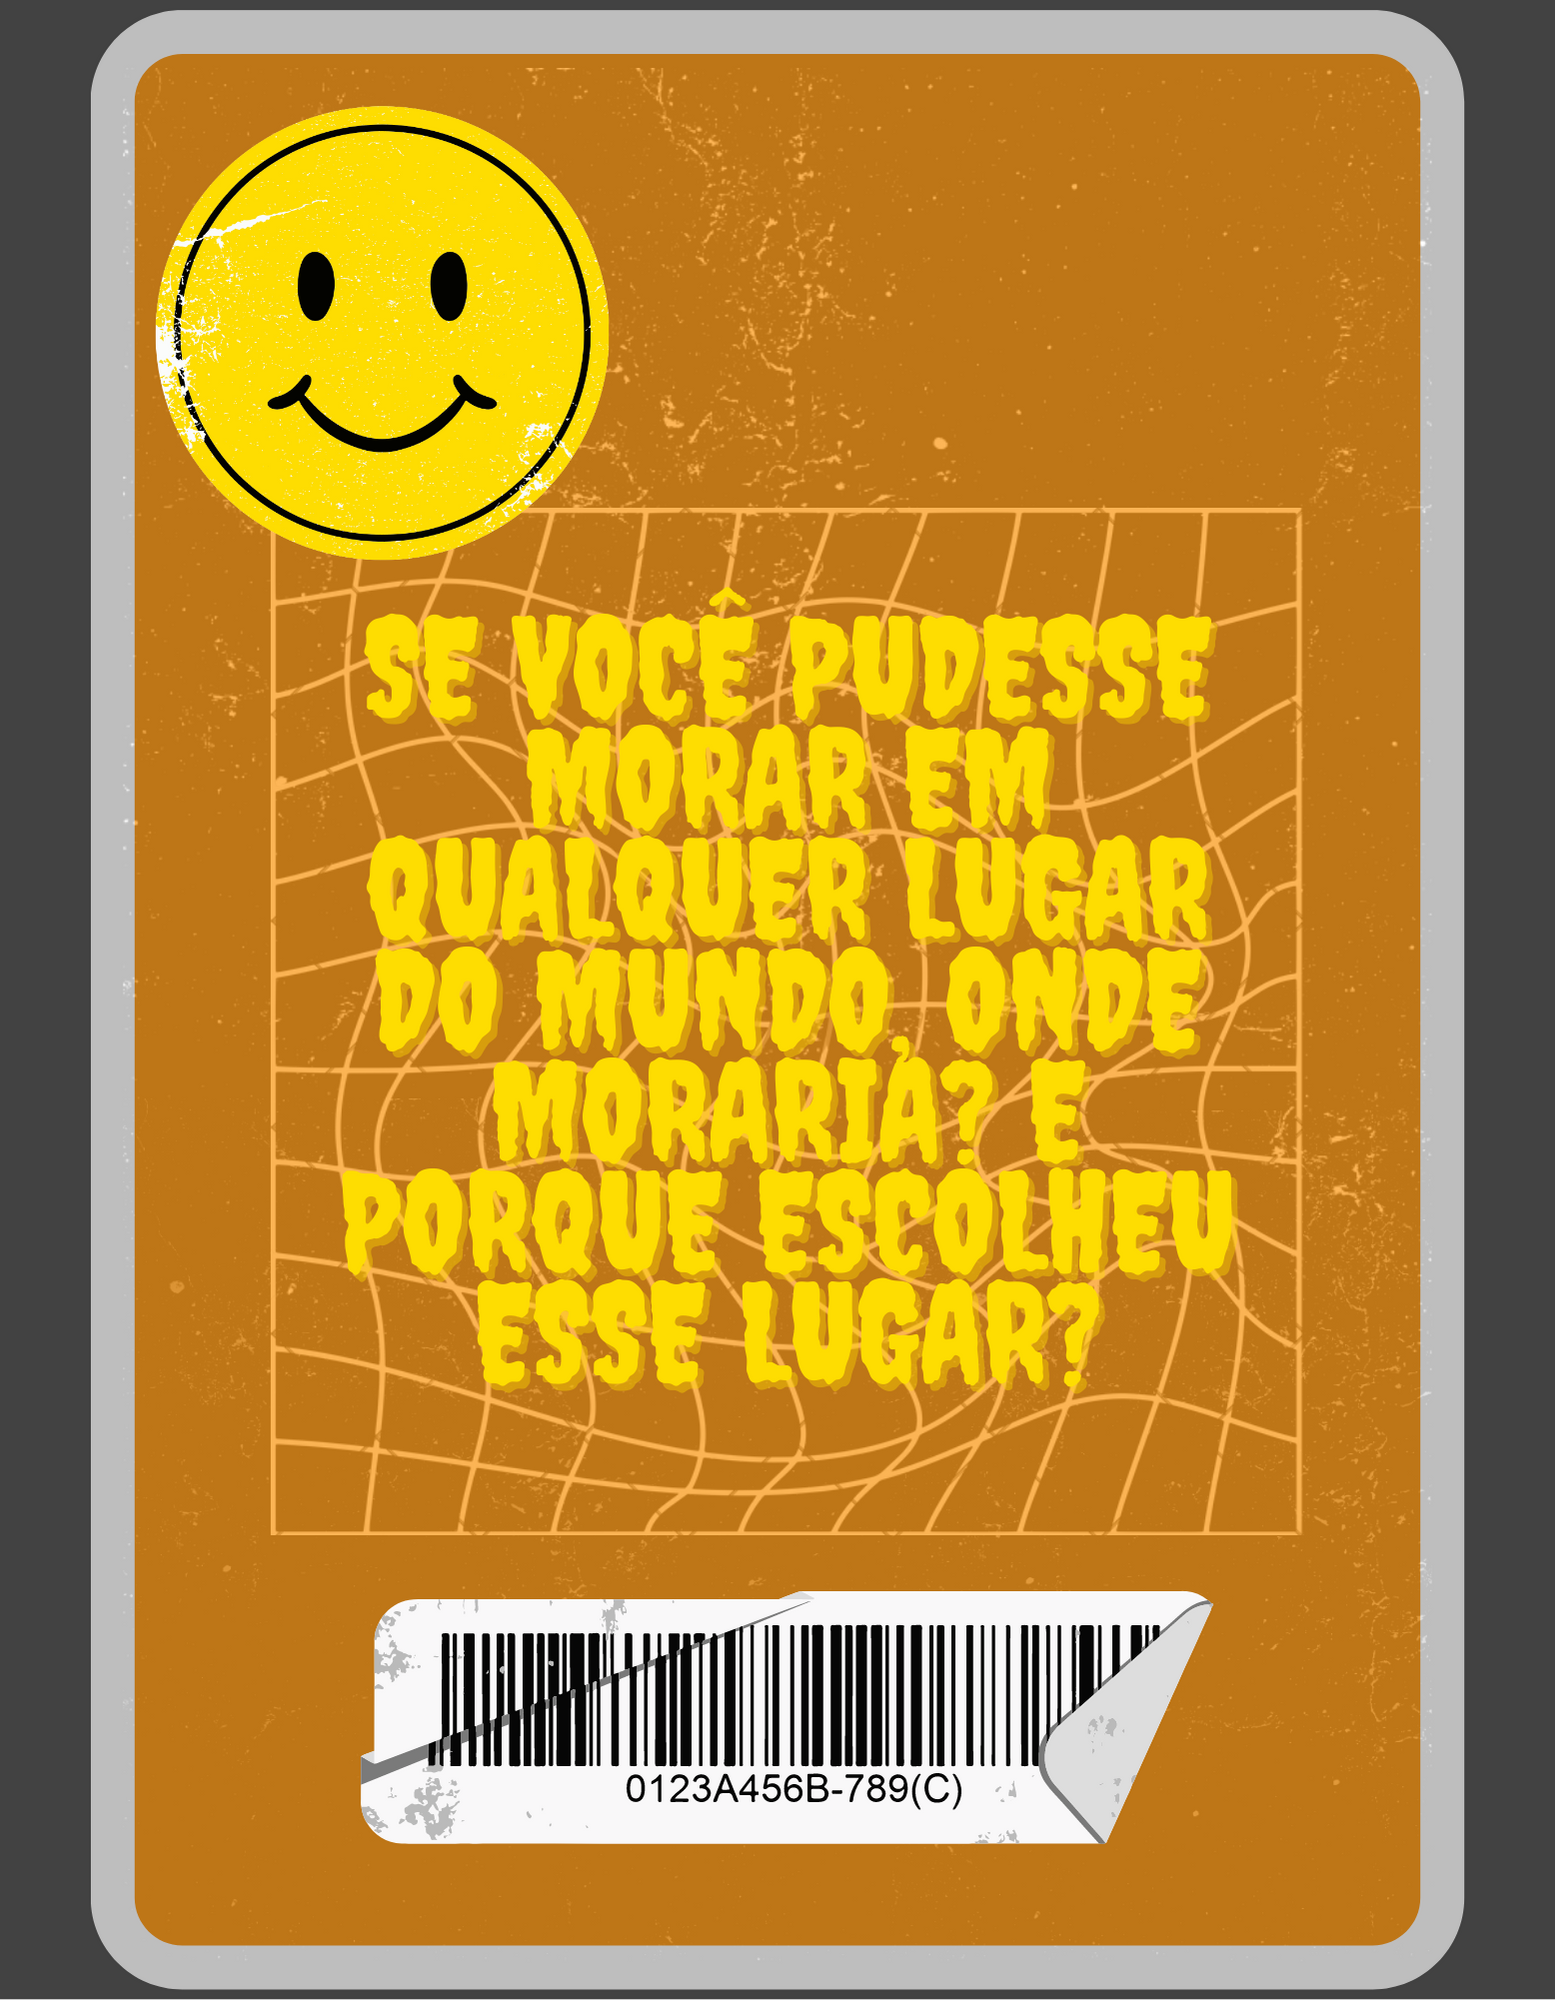 SE VOCÊ PUDESSE
MORAR EM
QUALQUER LUGAR
DO MUNDO, ONDE
MORARIA? E
PORQUE ESCOLHEU
ESSE LUGAR?
0123A456B-789(C)